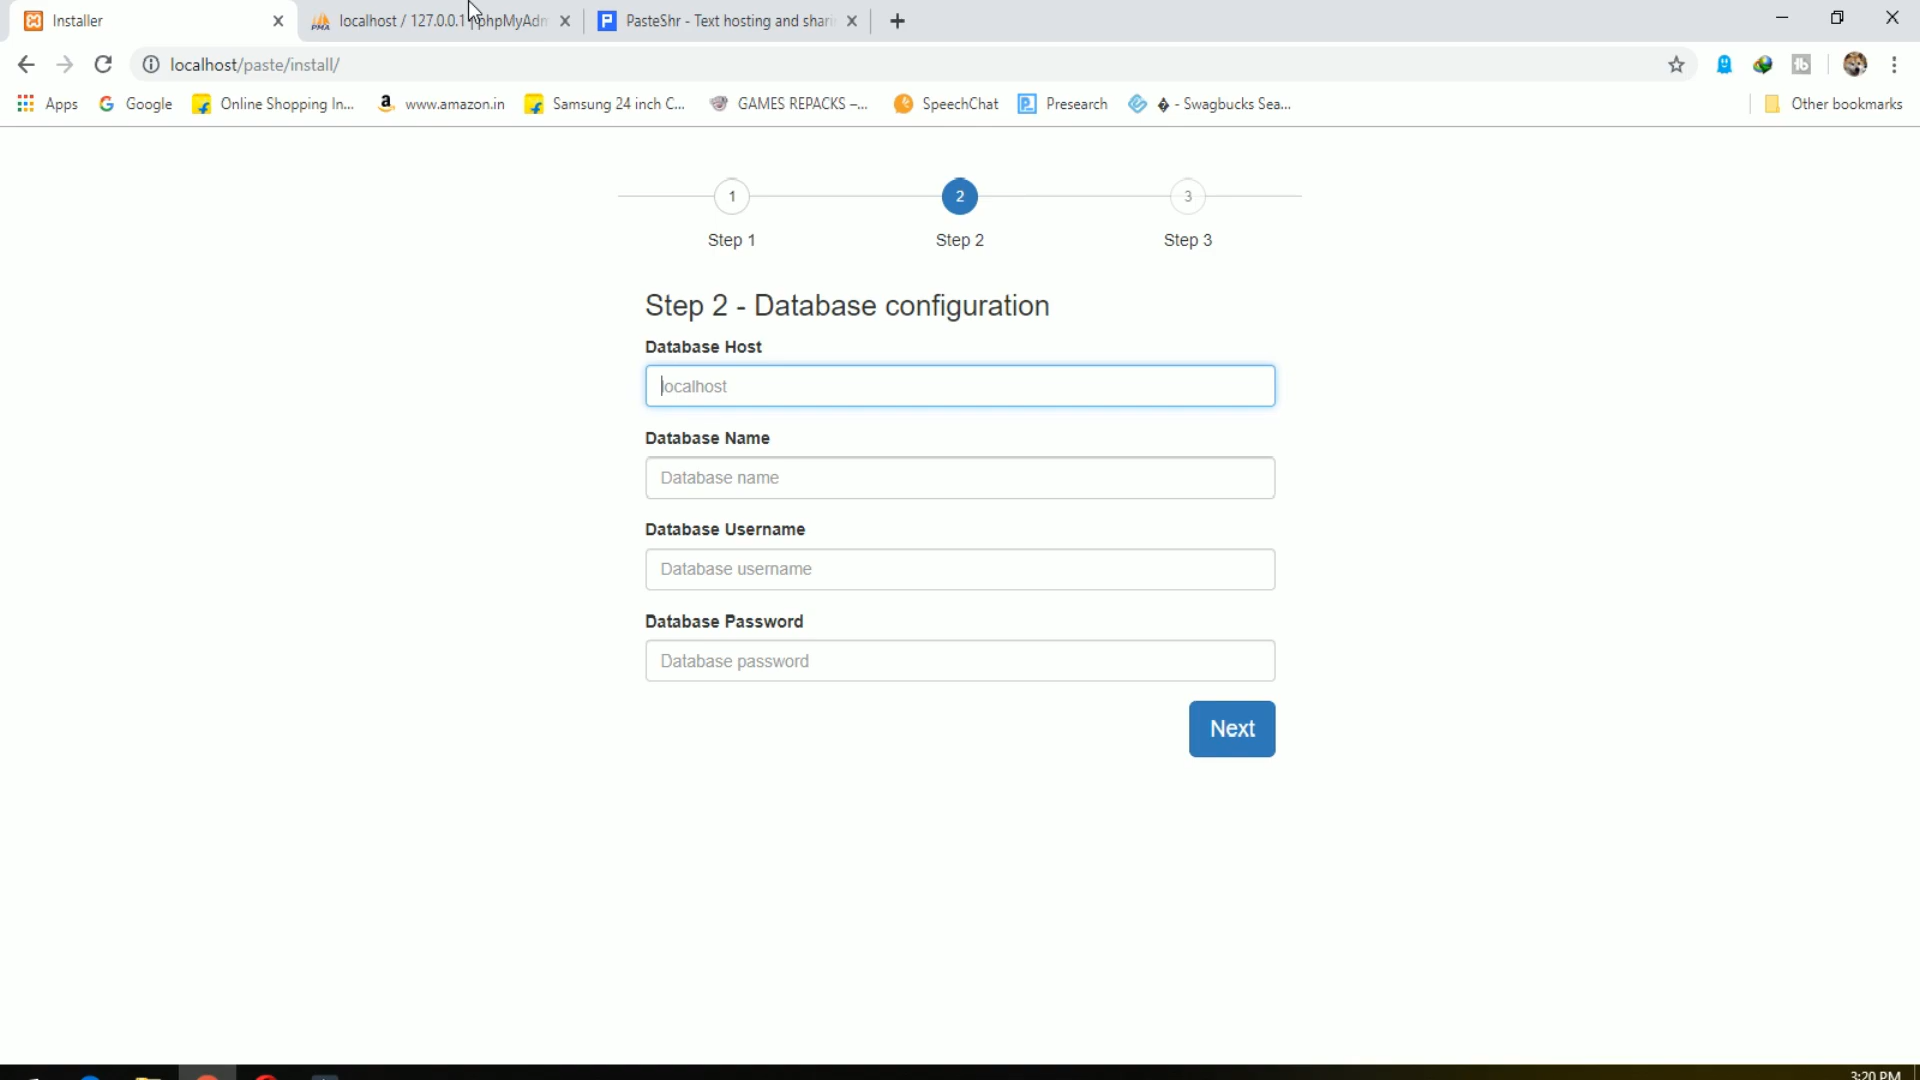 Installer
localhost / 127.0.0.1 | phpMyAdm
PasteShr - Text hosting and shari
localhost/paste/install/
Apps
Google
Online Shopping In...
www.amazon.in
Samsung 24 inch C...
GAMES REPACKS –...
SpeechChat
Presearch
� - Swagbucks Sea...
Other bookmarks
1
2
3
Step 1
Step 2
Step 3
Step 2 - Database configuration
Database Host
localhost
Database Name
Database name
Database Username
Database username
Database Password
Database password
Next
3:20 PM